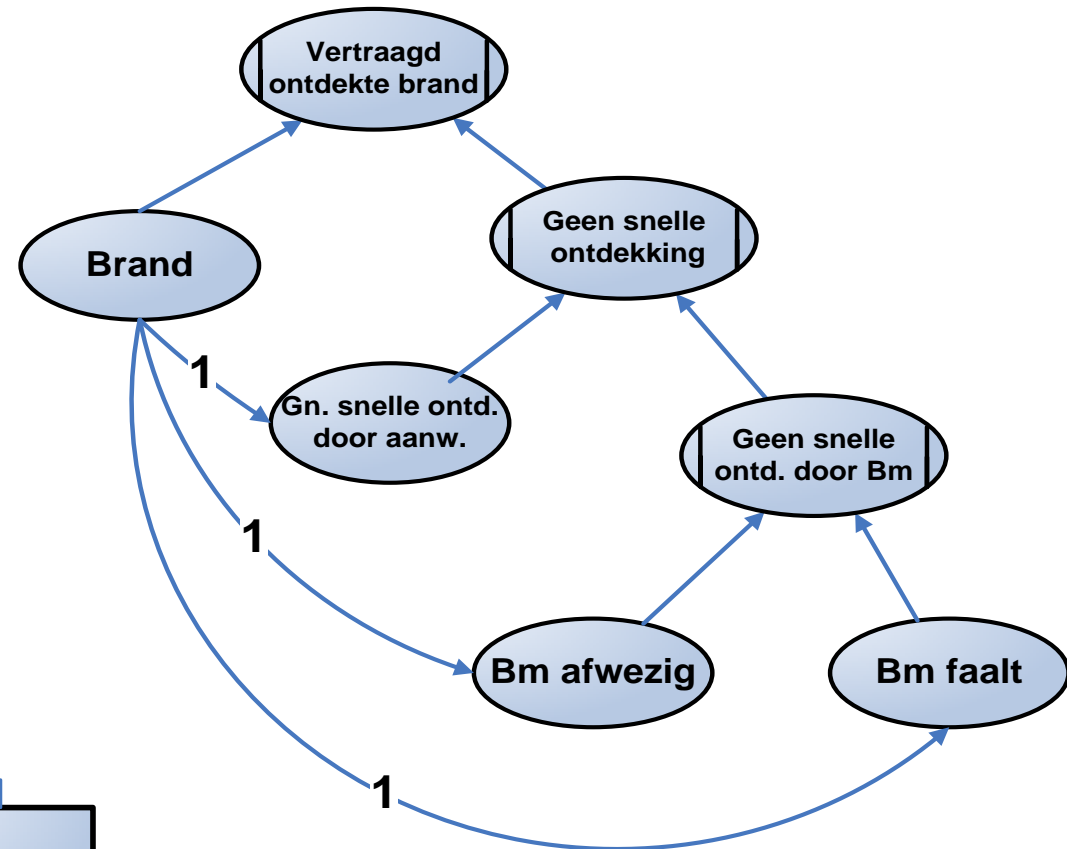 Vertraagd
ontdekte brand
Geen snelle
ontdekking
Brand
1
Gn. snelle ontd.
door aanw.
Geen snelle
ontd. door Bm
1
Bm afwezig
Bm faalt
1